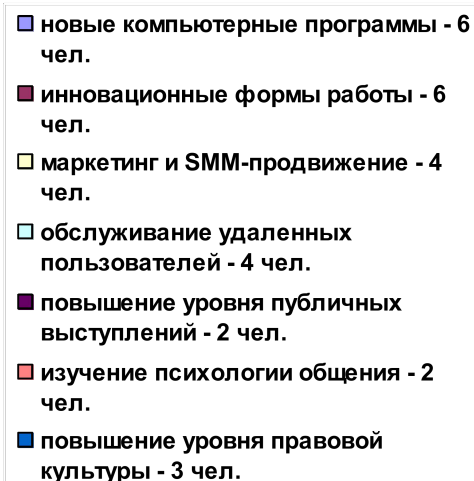 новые компьютерные программы - 6
чел.
инновационные формы работы - 6
чел.
маркетинг и SMM-продвижение - 4
чел.
обслуживание удаленных
пользователей - 4 чел.
повышение уровня публичных
выступлений - 2 чел.
изучение психологии общения - 2
чел.
повышение уровня правовой
культуры - 3 чел.